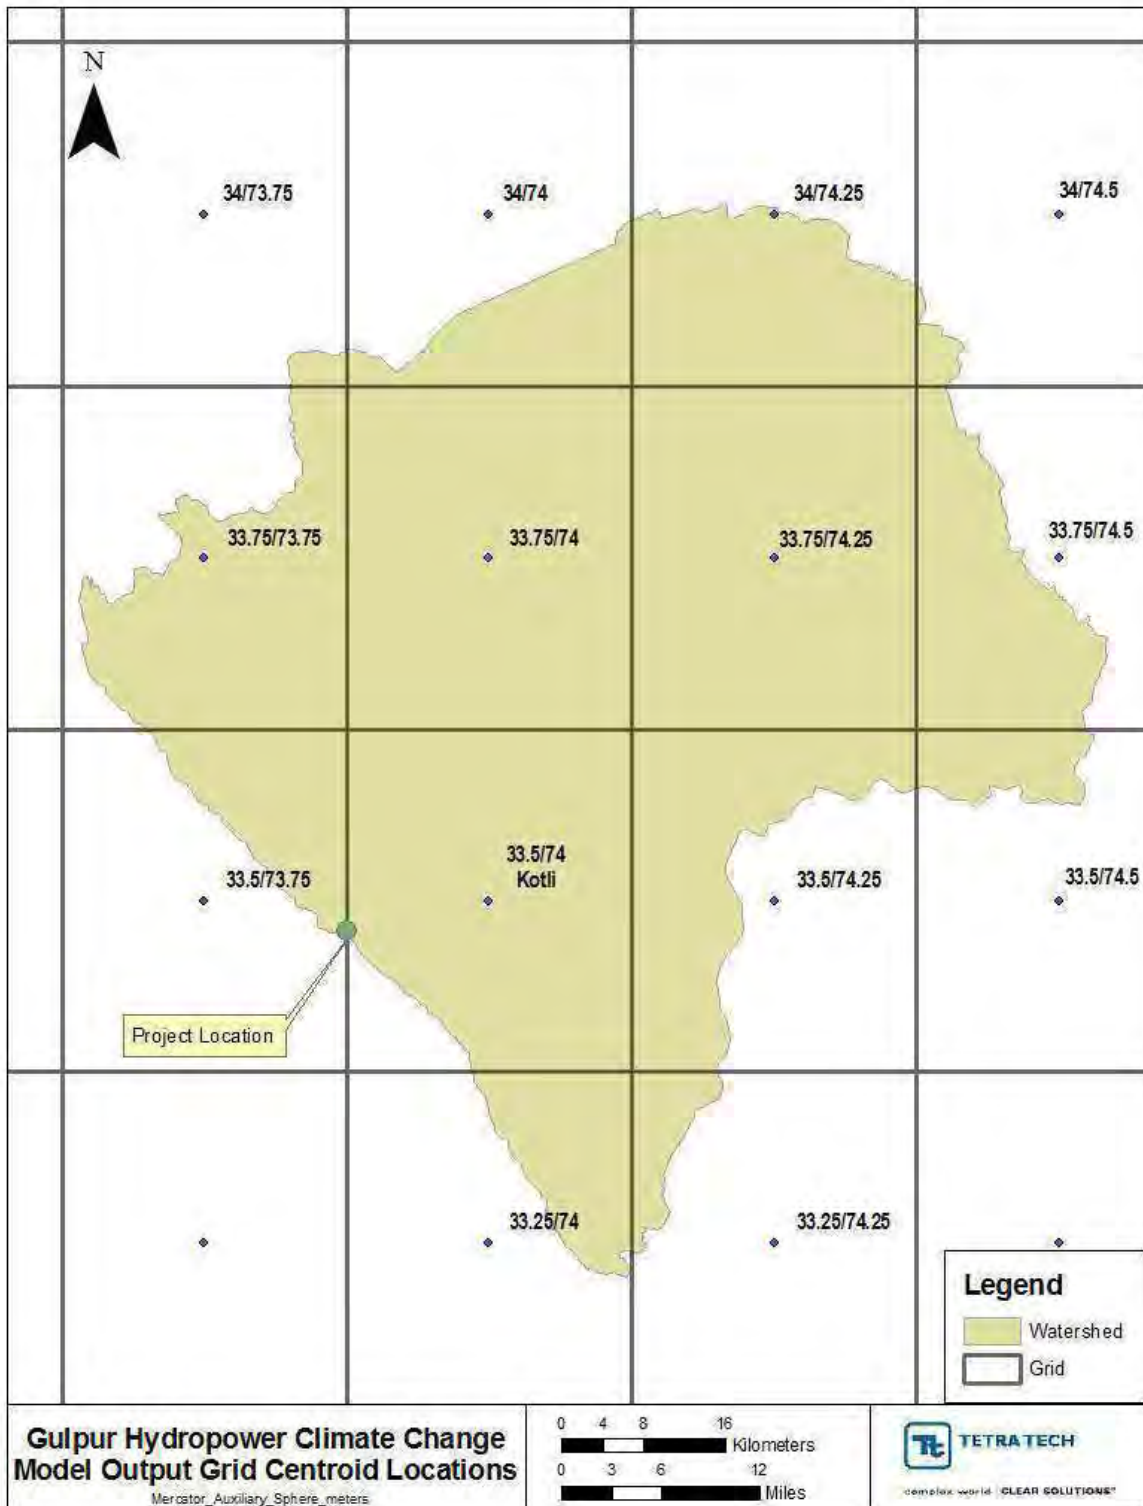 N
34/73.75
34/74
34/74.25
34/74.5
33.75/73.75
33.75/74
33.75/74.25
33.75/74.5
33.5/73.75
33.5/74
Kotli
33.5/74.25
33.5/74.5
Project Location
33.25/74
33.25/74.25
Legend
Watershed
Grid
Gulpur Hydropower Climate Change
Model Output Grid Centroid Locations
Mercator_Auxiliary_Sphere_meters
0 4 8 16
Kilometers
0 3 6 12
Miles
Tt TETRA TECH
complex world CLEAR SOLUTIONS™